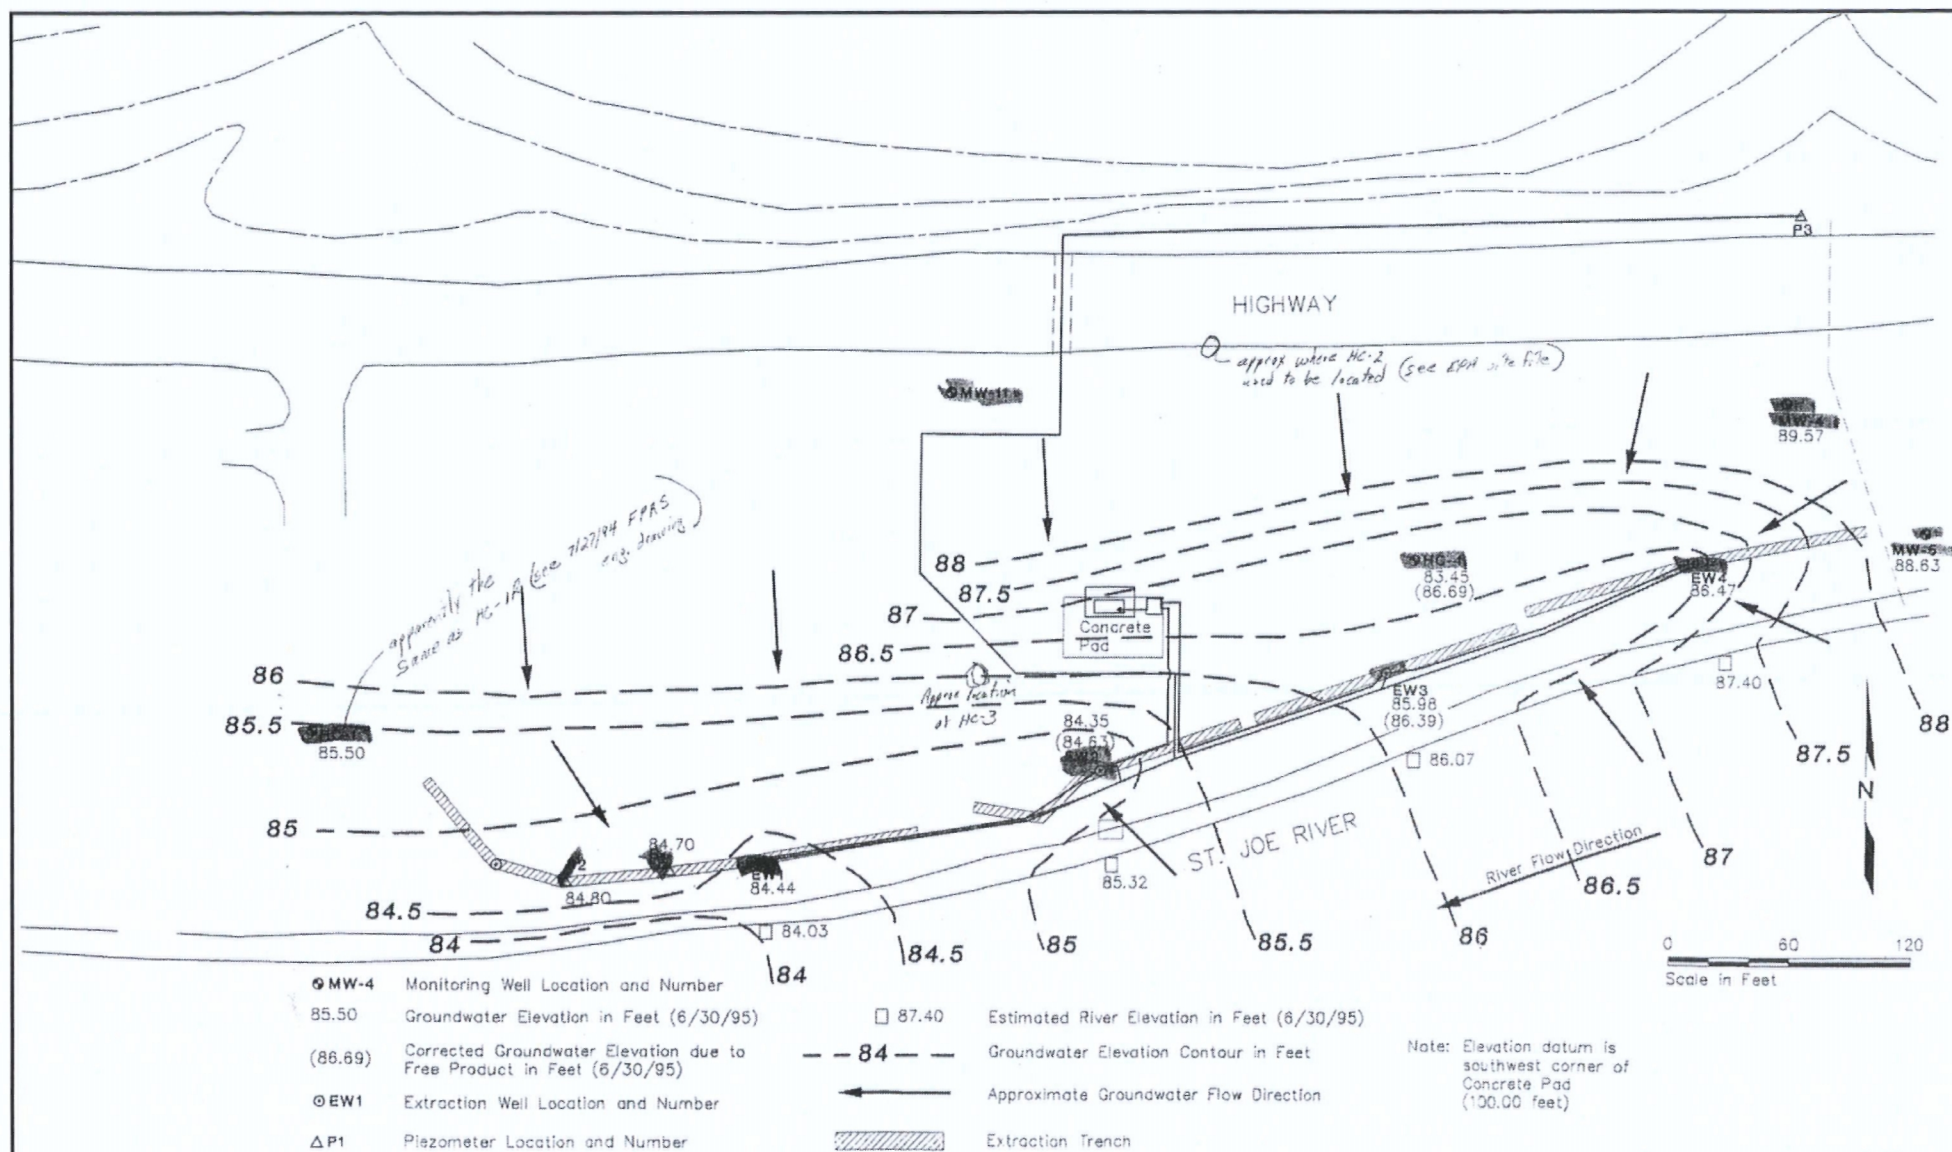 P3
HIGHWAY
approx where HC-2
used to be located (see EPA site file)
MW-11
MW-4
89.57
apparently the
same as HC-1A (see 7/27/94 FPRS
eng. drawing)
88
87.5
87
86.5
86
85.5
85
84.5
84
HC-6
83.45
(86.69)
MW-5
88.63
EW4
86.47
Concrete
Pad
Approx location
of HC-3
85.50
84.35
(84.63)
EW2
EW3
85.98
(86.39)
87.40
86.07
85.32
84.03
84.70
84.80
EW1
84.44
ST. JOE RIVER
River Flow Direction
84
84.5
85
85.5
86
86.5
87
87.5
88
N
0 60 120
Scale in Feet
MW-4 Monitoring Well Location and Number
85.50 Groundwater Elevation in Feet (6/30/95)
(86.69) Corrected Groundwater Elevation due to
Free Product in Feet (6/30/95)
EW1 Extraction Well Location and Number
P1 Piezometer Location and Number
87.40 Estimated River Elevation in Feet (6/30/95)
84 Groundwater Elevation Contour in Feet
Approximate Groundwater Flow Direction
Extraction Trench
Note: Elevation datum is
southwest corner of
Concrete Pad
(100.00 feet)